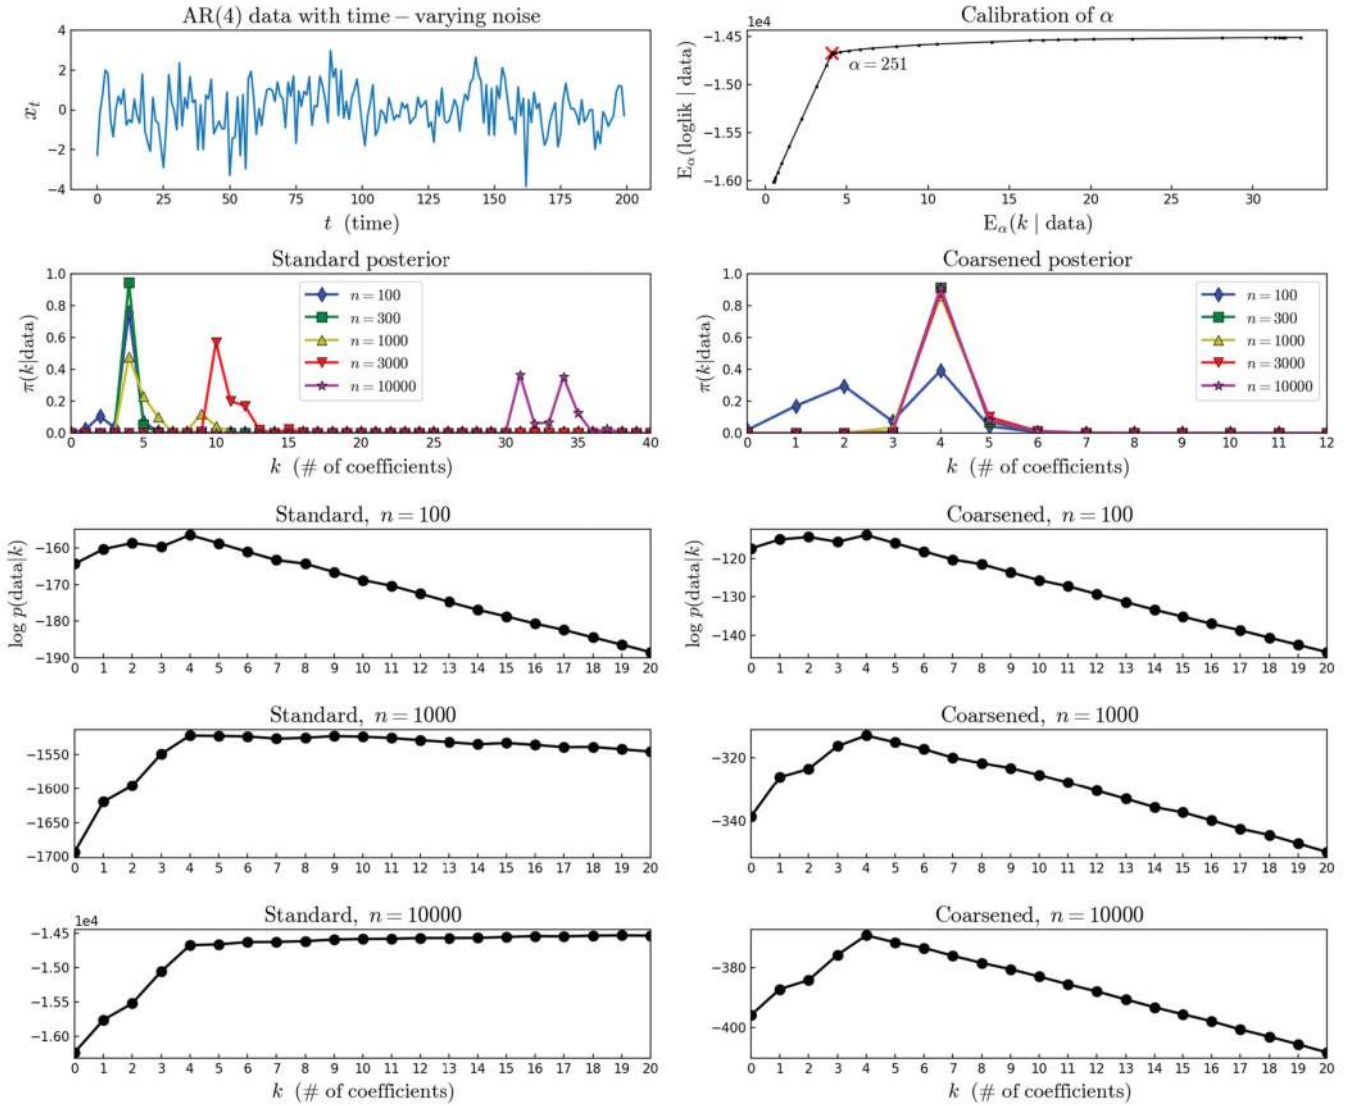 AR(4) data with time − varying noise
4
2
0
−2
−4
x_t
0 25 50 75 100 125 150 175 200
t (time)
Calibration of α
1e4
−1.45
−1.50
−1.55
−1.60
E_α(loglik | data)
α = 251
0 5 10 15 20 25 30
E_α(k | data)
Standard posterior
1.0
0.8
0.6
0.4
0.2
0.0
π(k|data)
n = 100
n = 300
n = 1000
n = 3000
n = 10000
0 5 10 15 20 25 30 35 40
k (# of coefficients)
Coarsened posterior
1.0
0.8
0.6
0.4
0.2
0.0
π(k|data)
n = 100
n = 300
n = 1000
n = 3000
n = 10000
0 1 2 3 4 5 6 7 8 9 10 11 12
k (# of coefficients)
Standard, n = 100
−160
−170
−180
−190
log p(data|k)
0 1 2 3 4 5 6 7 8 9 10 11 12 13 14 15 16 17 18 19 20
Coarsened, n = 100
−120
−130
−140
log p(data|k)
0 1 2 3 4 5 6 7 8 9 10 11 12 13 14 15 16 17 18 19 20
Standard, n = 1000
−1550
−1600
−1650
−1700
0 1 2 3 4 5 6 7 8 9 10 11 12 13 14 15 16 17 18 19 20
Coarsened, n = 1000
−320
−340
0 1 2 3 4 5 6 7 8 9 10 11 12 13 14 15 16 17 18 19 20
Standard, n = 10000
1e4
−1.45
−1.50
−1.55
−1.60
0 1 2 3 4 5 6 7 8 9 10 11 12 13 14 15 16 17 18 19 20
k (# of coefficients)
Coarsened, n = 10000
−380
−400
0 1 2 3 4 5 6 7 8 9 10 11 12 13 14 15 16 17 18 19 20
k (# of coefficients)